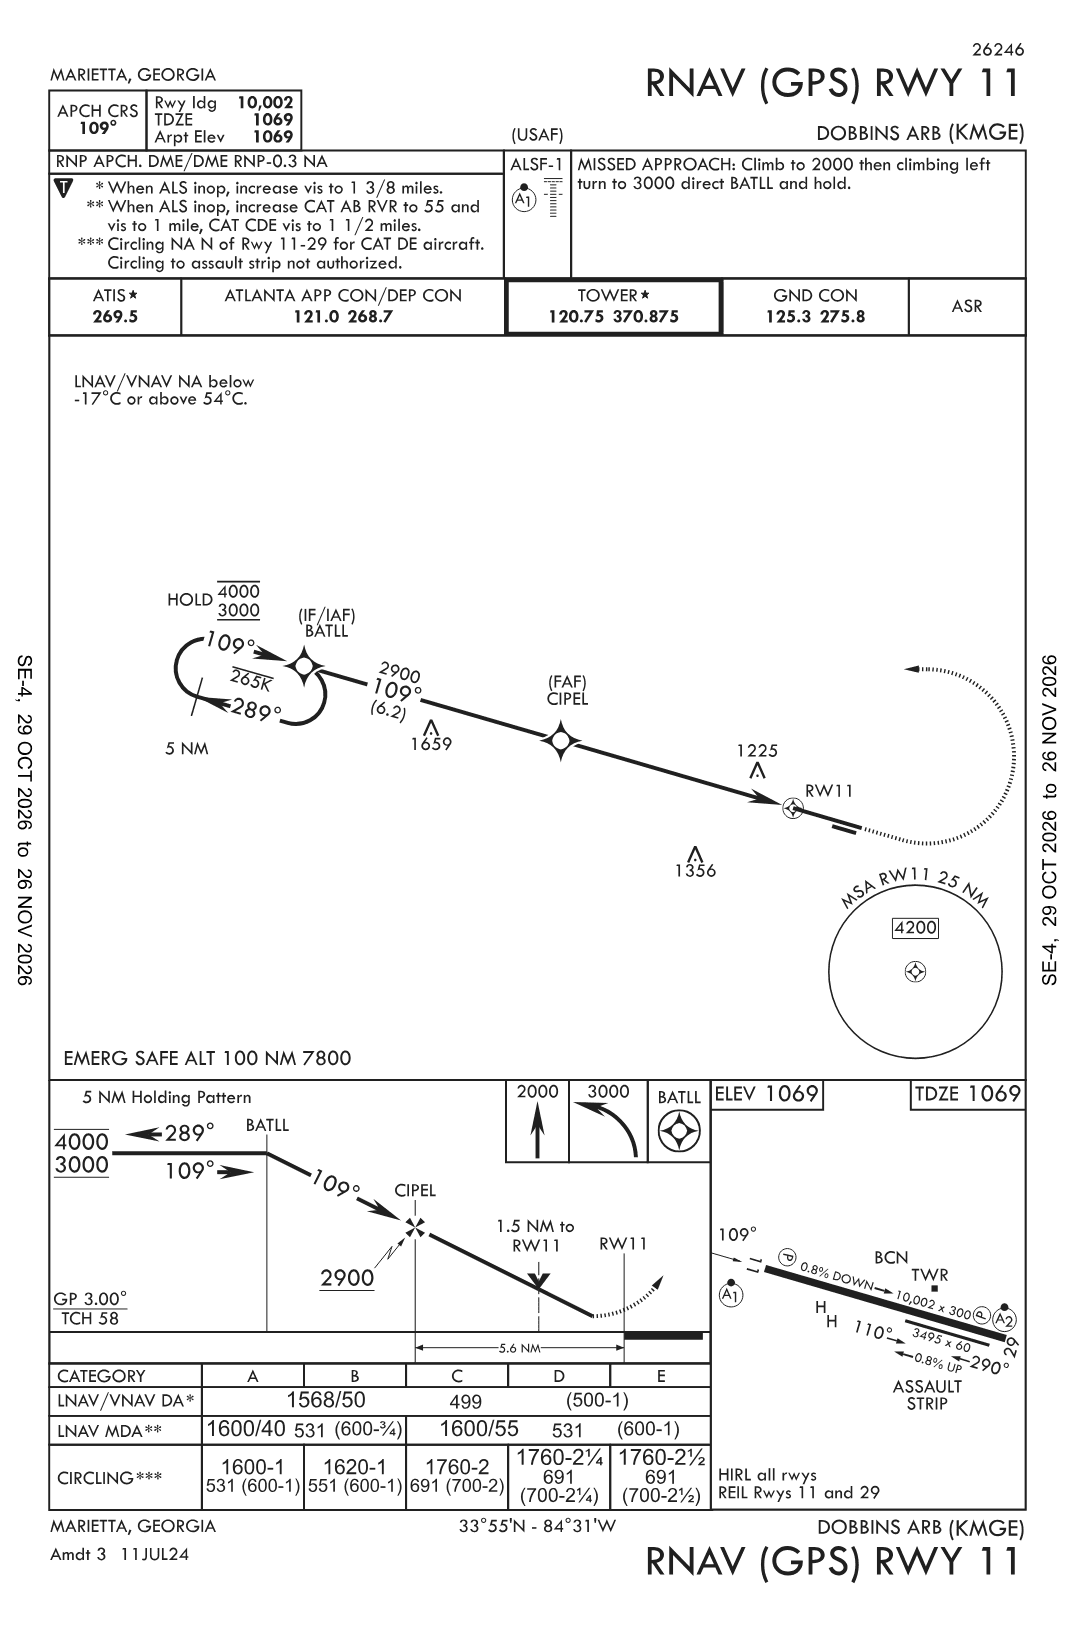 26246
MARIETTA, GEORGIA
RNAV (GPS) RWY 11
APCH CRS
109°
Rwy ldg 10,002
TDZE 1069
Arpt Elev 1069
(USAF)
DOBBINS ARB (KMGE)
RNP APCH. DME/DME RNP-0.3 NA
T
* When ALS inop, increase vis to 1 3/8 miles.
** When ALS inop, increase CAT AB RVR to 55 and
vis to 1 mile, CAT CDE vis to 1 1/2 miles.
*** Circling NA N of Rwy 11-29 for CAT DE aircraft.
Circling to assault strip not authorized.
ALSF-1
A1
MISSED APPROACH: Climb to 2000 then climbing left
turn to 3000 direct BATLL and hold.
ATIS★
269.5
ATLANTA APP CON/DEP CON
121.0 268.7
TOWER★
120.75 370.875
GND CON
125.3 275.8
ASR
LNAV/VNAV NA below
-17°C or above 54°C.
HOLD 4000
3000
(IF/IAF)
BATLL
109°
265K
289°
5 NM
2900
109°
(6.2)
1659
(FAF)
CIPEL
1225
RW11
1356
MSA RW11 25 NM
4200
EMERG SAFE ALT 100 NM 7800
SE-4, 29 OCT 2026 to 26 NOV 2026
SE-4, 29 OCT 2026 to 26 NOV 2026
5 NM Holding Pattern
4000
3000
289°
109°
BATLL
109°
CIPEL
2900
1.5 NM to
RW11
RW11
GP 3.00°
TCH 58
5.6 NM
2000
3000
BATLL
ELEV 1069
TDZE 1069
109°
A1
P
0.8% DOWN
BCN
TWR
10,002 x 300
P
A2
H
H
110°
3495 x 60
0.8% UP
290°
29
ASSAULT
STRIP
HIRL all rwys
REIL Rwys 11 and 29
CATEGORY A B C D E
LNAV/VNAV DA* 1568/50 499 (500-1)
LNAV MDA** 1600/40 531 (600-¾) 1600/55 531 (600-1)
CIRCLING***
1600-1
531 (600-1)
1620-1
551 (600-1)
1760-2
691 (700-2)
1760-2¼
691
(700-2¼)
1760-2½
691
(700-2½)
MARIETTA, GEORGIA
33°55'N - 84°31'W
DOBBINS ARB (KMGE)
Amdt 3 11JUL24
RNAV (GPS) RWY 11